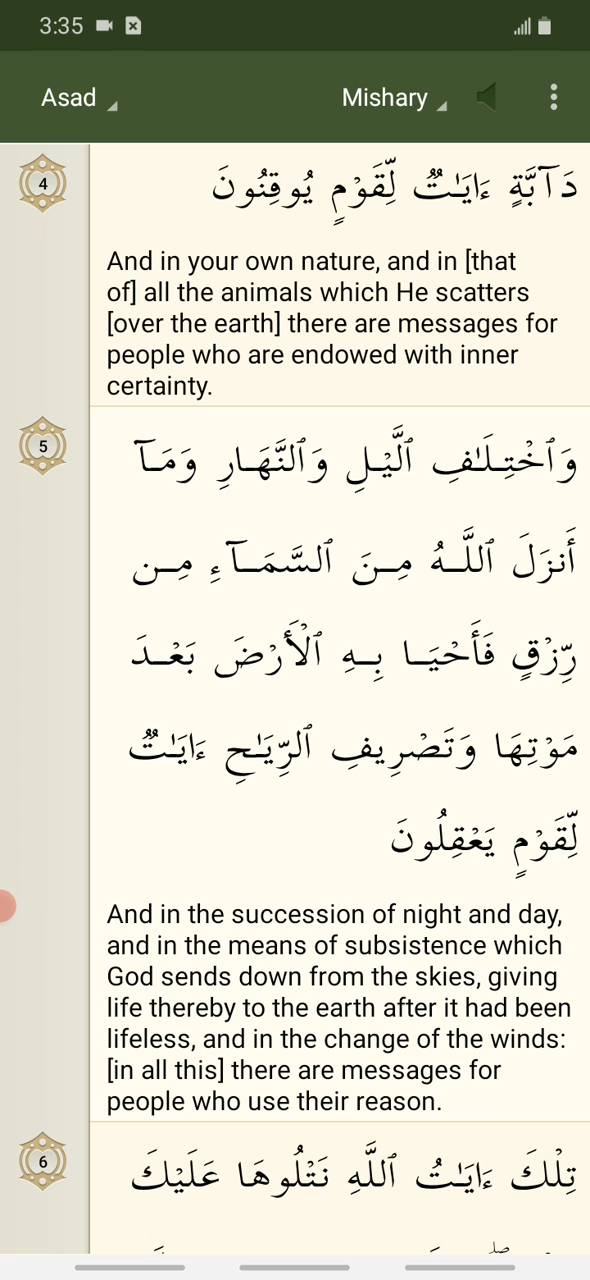 3:35
Asad Mishary
4
دَآبَّةٍ ءَايَـٰتٌ لِّقَوْمٍ يُوقِنُونَ
And in your own nature, and in [that
of] all the animals which He scatters
[over the earth] there are messages for
people who are endowed with inner
certainty.
5
وَٱخْتِلَـٰفِ ٱلَّيْلِ وَٱلنَّهَارِ وَمَآ
أَنزَلَ ٱللَّهُ مِنَ ٱلسَّمَآءِ مِن
رِّزْقٍ فَأَحْيَا بِهِ ٱلْأَرْضَ بَعْدَ
مَوْتِهَا وَتَصْرِيفِ ٱلرِّيَـٰحِ ءَايَـٰتٌ
لِّقَوْمٍ يَعْقِلُونَ
And in the succession of night and day,
and in the means of subsistence which
God sends down from the skies, giving
life thereby to the earth after it had been
lifeless, and in the change of the winds:
[in all this] there are messages for
people who use their reason.
6
تِلْكَ ءَايَـٰتُ ٱللَّهِ نَتْلُوهَا عَلَيْكَ